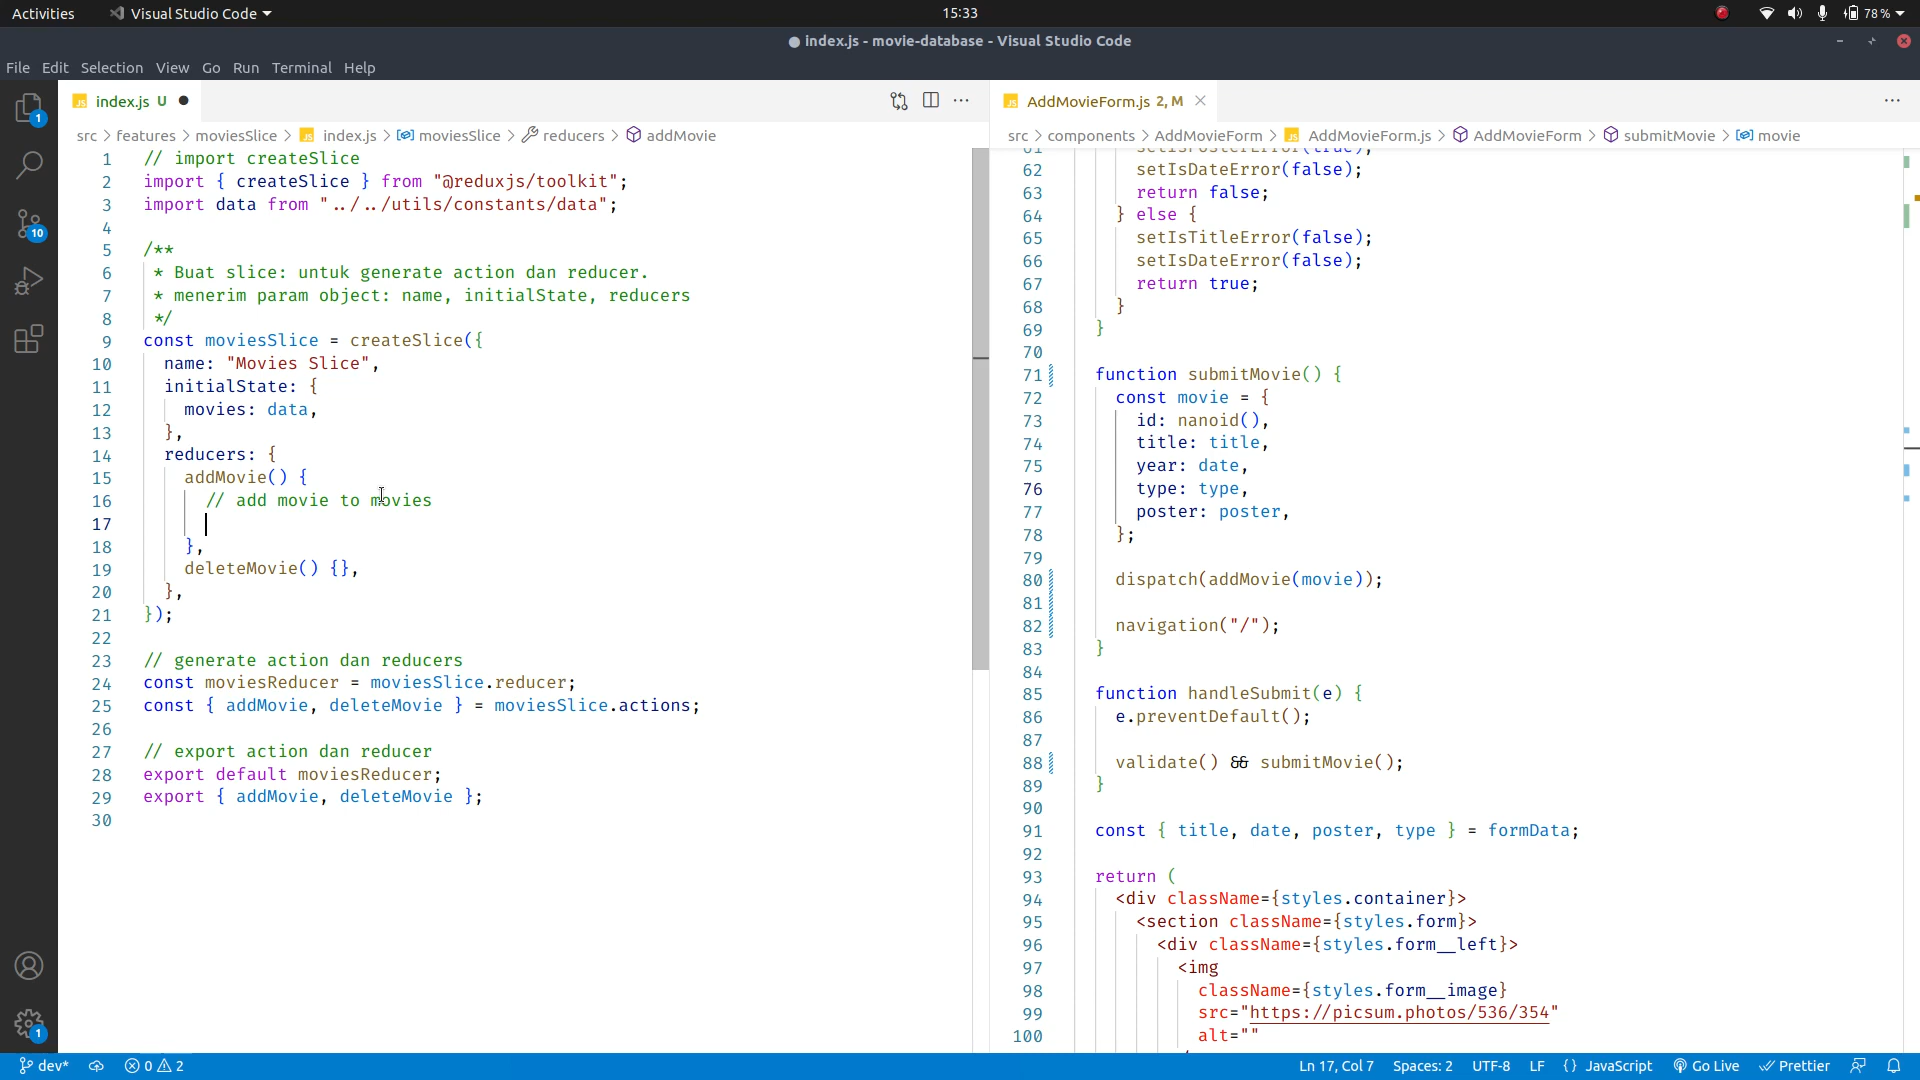 Activities
Visual Studio Code
15:33
78 %
index.js - movie-database - Visual Studio Code
File Edit Selection View Go Run Terminal Help
index.js U
src > features > moviesSlice > index.js > moviesSlice > reducers > addMovie
1 // import createSlice
2 import { createSlice } from "@reduxjs/toolkit";
3 import data from "../../utils/constants/data";
4
5 /**
6 * Buat slice: untuk generate action dan reducer.
7 * menerim param object: name, initialState, reducers
8 */
9 const moviesSlice = createSlice({
10 name: "Movies Slice",
11 initialState: {
12 movies: data,
13 },
14 reducers: {
15 addMovie() {
16 // add movie to movies
17
18 },
19 deleteMovie() {},
20 },
21 });
22
23 // generate action dan reducers
24 const moviesReducer = moviesSlice.reducer;
25 const { addMovie, deleteMovie } = moviesSlice.actions;
26
27 // export action dan reducer
28 export default moviesReducer;
29 export { addMovie, deleteMovie };
30
AddMovieForm.js 2, M
src > components > AddMovieForm > AddMovieForm.js > AddMovieForm > submitMovie > movie
61 setIsPosterError(true);
62 setIsDateError(false);
63 return false;
64 } else {
65 setIsTitleError(false);
66 setIsDateError(false);
67 return true;
68 }
69 }
70
71 function submitMovie() {
72 const movie = {
73 id: nanoid(),
74 title: title,
75 year: date,
76 type: type,
77 poster: poster,
78 };
79
80 dispatch(addMovie(movie));
81
82 navigation("/");
83 }
84
85 function handleSubmit(e) {
86 e.preventDefault();
87
88 validate() && submitMovie();
89 }
90
91 const { title, date, poster, type } = formData;
92
93 return (
94 <div className={styles.container}>
95 <section className={styles.form}>
96 <div className={styles.form__left}>
97 <img
98 className={styles.form__image}
99 src="https://picsum.photos/536/354"
100 alt=""
1
10
1
dev* 0 2
Ln 17, Col 7 Spaces: 2 UTF-8 LF {} JavaScript Go Live Prettier